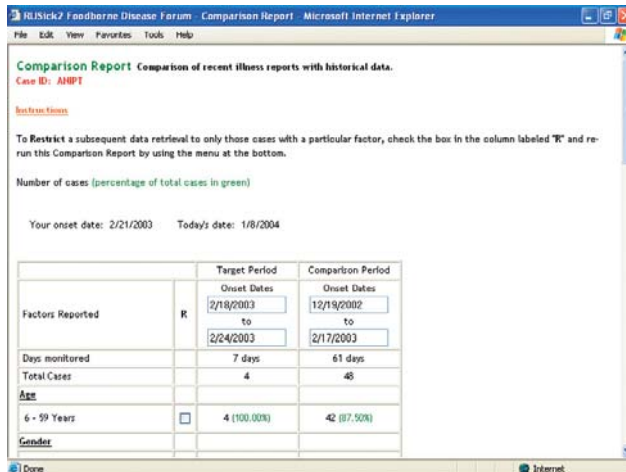 RUSick2 Foodborne Disease Forum - Comparison Report - Microsoft Internet Explorer
File Edit View Favorites Tools Help
Comparison Report Comparison of recent illness reports with historical data.
Case ID: ANIPT
Instructions
To Restrict a subsequent data retrieval to only those cases with a particular factor, check the box in the column labeled "R" and re-
run this Comparison Report by using the menu at the bottom.
Number of cases (percentage of total cases in green)
Your onset date: 2/21/2003 Today's date: 1/8/2004
Target Period Comparison Period
Factors Reported R Onset Dates Onset Dates
2/18/2003 12/19/2002
to to
2/24/2003 2/17/2003
Days monitored 7 days 61 days
Total Cases 4 48
Age
6 - 59 Years 4 (100.00%) 42 (87.50%)
Gender
Done Internet